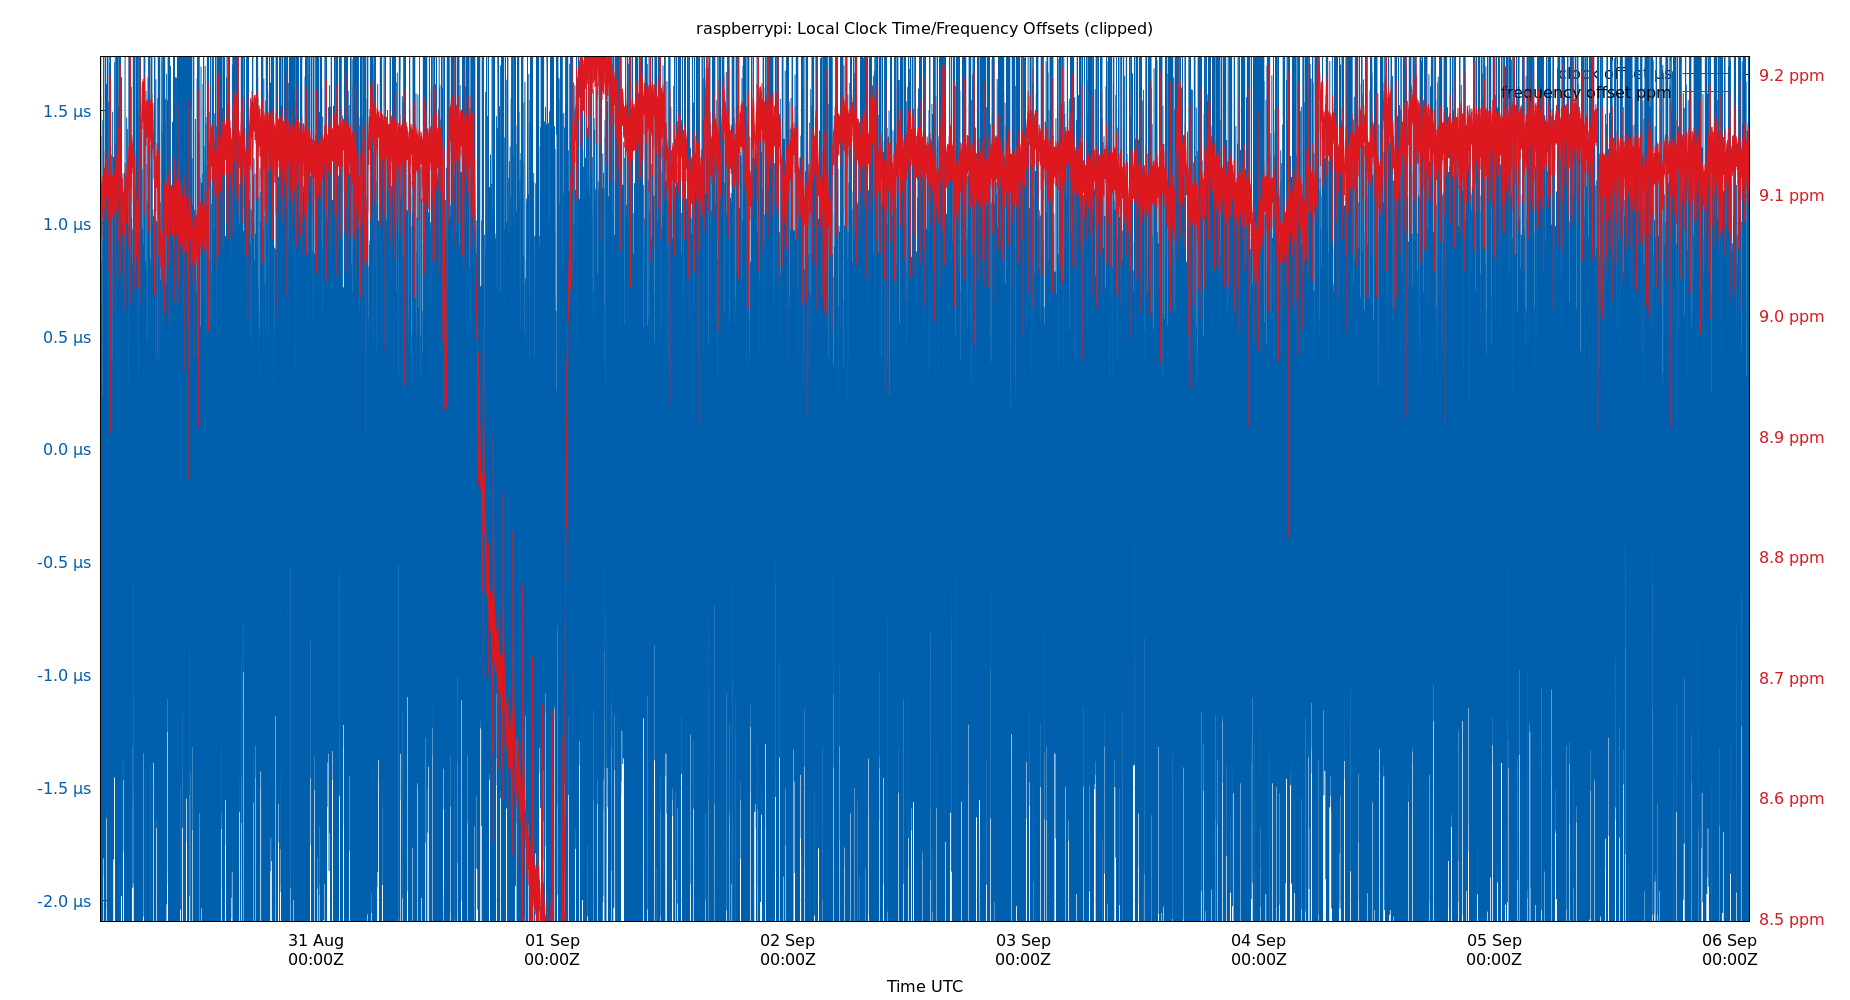 raspberrypi: Local Clock Time/Frequency Offsets (clipped)
clock offset µs
frequency offset ppm
1.5 µs
1.0 µs
0.5 µs
0.0 µs
-0.5 µs
-1.0 µs
-1.5 µs
-2.0 µs
9.2 ppm
9.1 ppm
9.0 ppm
8.9 ppm
8.8 ppm
8.7 ppm
8.6 ppm
8.5 ppm
31 Aug 01 Sep 02 Sep 03 Sep 04 Sep 05 Sep 06 Sep
00:00Z 00:00Z 00:00Z 00:00Z 00:00Z 00:00Z 00:00Z
Time UTC